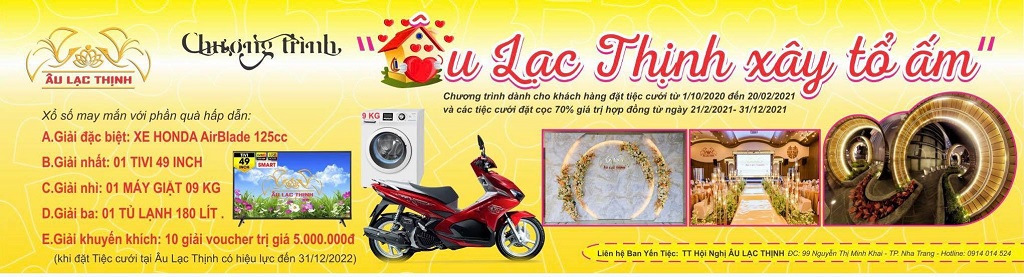 ÂU LẠC THỊNH
Chương trình
"Âu Lạc Thịnh xây tổ ấm"
Chương trình dành cho khách hàng đặt tiệc cưới từ 1/10/2020 đến 20/02/2021
và các tiệc cưới đặt cọc 70% giá trị hợp đồng từ ngày 21/2/2021- 31/12/2021
Xổ số may mắn với phần quà hấp dẫn:
A.Giải đặc biệt: XE HONDA AirBlade 125cc
B.Giải nhất: 01 TIVI 49 INCH
C.Giải nhì: 01 MÁY GIẶT 09 KG
D.Giải ba: 01 TỦ LẠNH 180 LÍT .
E.Giải khuyến khích: 10 giải voucher trị giá 5.000.000đ
(khi đặt Tiệc cưới tại Âu Lạc Thịnh có hiệu lực đến 31/12/2022)
TIVI
49
INCH
SMART
ÂU LẠC THỊNH
9 KG
Liên hệ Ban Yến Tiệc: TT Hội Nghị ÂU LẠC THỊNH ĐC: 99 Nguyễn Thị Minh Khai - TP. Nha Trang - Hotline: 0914 014 524